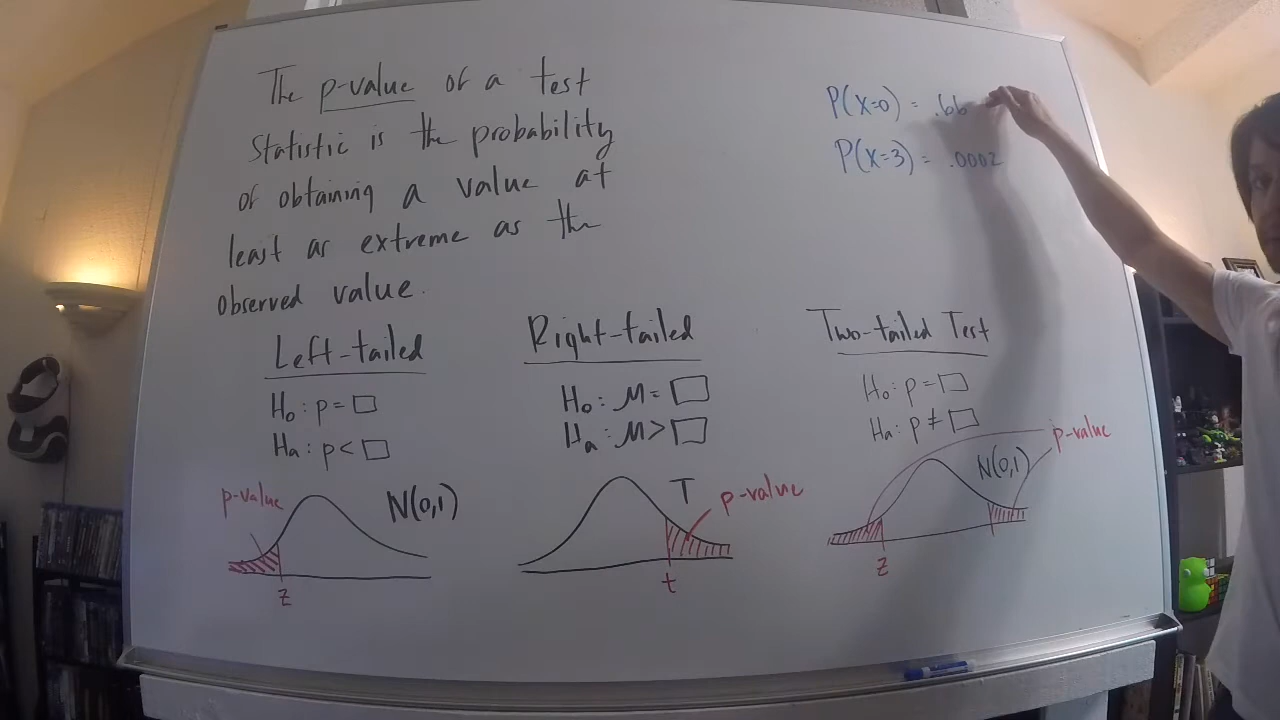 The p-value of a test
Statistic is the probability
of obtaining a value at
least as extreme as the
observed value.
P(X=0) = .66
P(X=3) = .0002
Left-tailed
H₀: p = □
Hₐ: p < □
p-value
N(0,1)
z
Right-tailed
H₀: μ = □
Hₐ: μ > □
T
p-value
t
Two-tailed Test
H₀: p = □
Hₐ: p ≠ □
p-value
N(0,1)
z